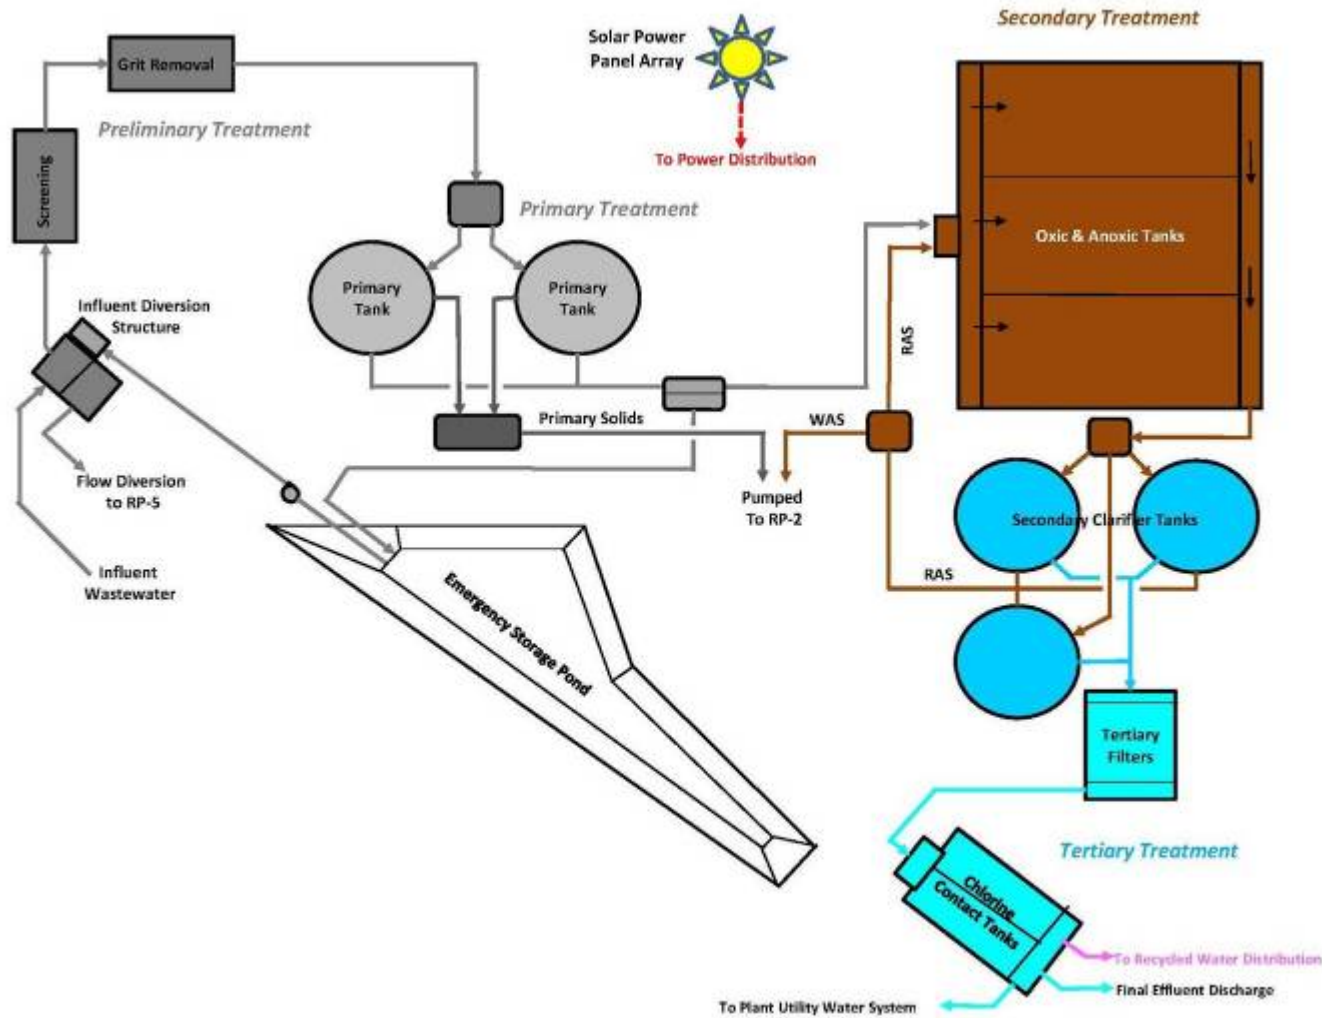 Secondary Treatment
Solar Power
Panel Array
Grit Removal
Preliminary Treatment
To Power Distribution
Screening
Primary Treatment
Oxic & Anoxic Tanks
Primary
Tank
Primary
Tank
Influent Diversion
Structure
RAS
Primary Solids
WAS
Flow Diversion
to RP-5
Pumped
To RP-2
Secondary Clarifier Tanks
Influent
Wastewater
RAS
Emergency Storage Pond
Tertiary
Filters
Tertiary Treatment
Chlorine
Contact Tanks
To Recycled Water Distribution
Final Effluent Discharge
To Plant Utility Water System